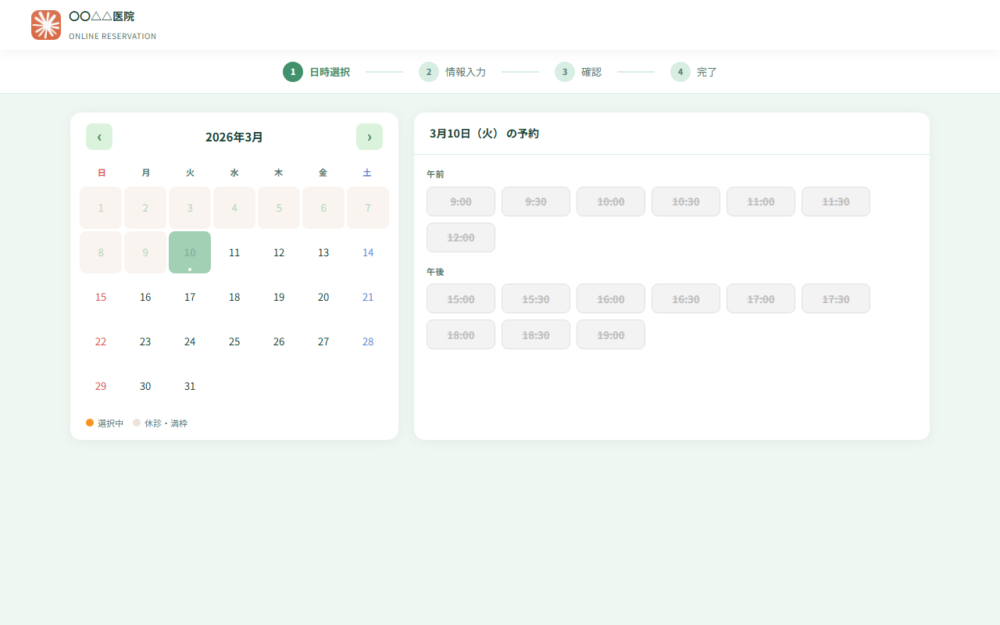 〇〇△△医院
ONLINE RESERVATION
1 日時選択 2 情報入力 3 確認 4 完了
‹ 2026年3月 ›
日 月 火 水 木 金 土
1 2 3 4 5 6 7
8 9 10 11 12 13 14
15 16 17 18 19 20 21
22 23 24 25 26 27 28
29 30 31
選択中 休診・満枠
3月10日（火） の予約
午前
9:00 9:30 10:00 10:30 11:00 11:30
12:00
午後
15:00 15:30 16:00 16:30 17:00 17:30
18:00 18:30 19:00